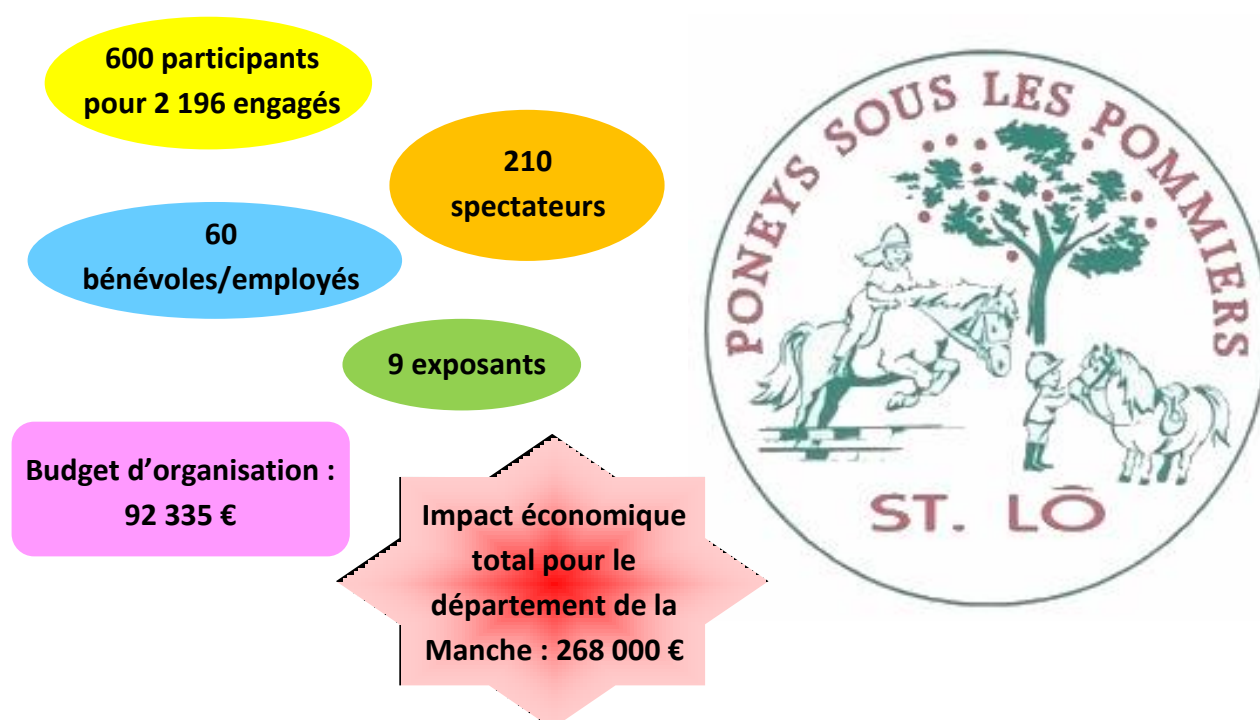 600 participants
pour 2 196 engagés
210
spectateurs
60
bénévoles/employés
9 exposants
Budget d’organisation :
92 335 €
Impact économique
total pour le
département de la
Manche : 268 000 €
PONEYS SOUS LES POMMIERS
ST. LÔ